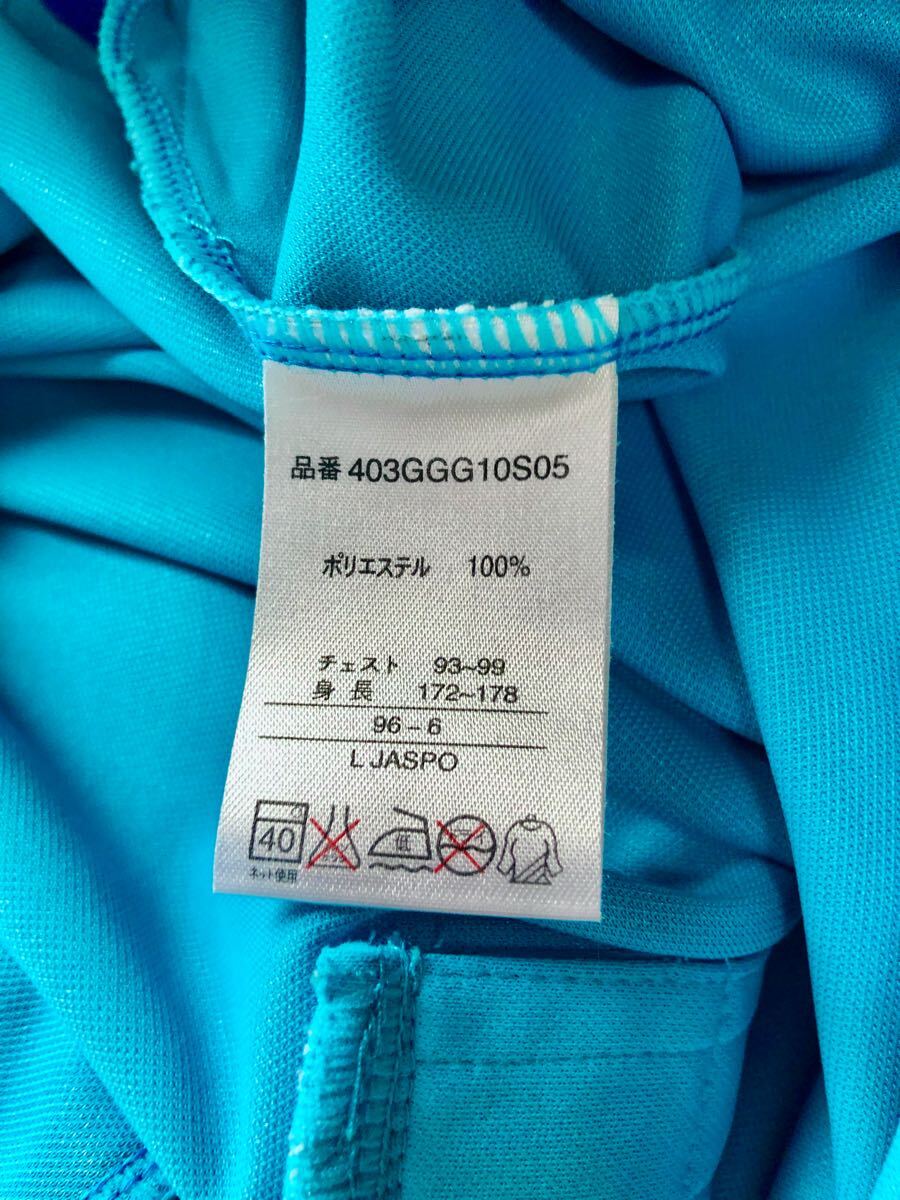 品番 403GGG10S05
ポリエステル 100%
チェスト 93~99
身長 172~178
96-6
L JASPO
40
低
ネット使用